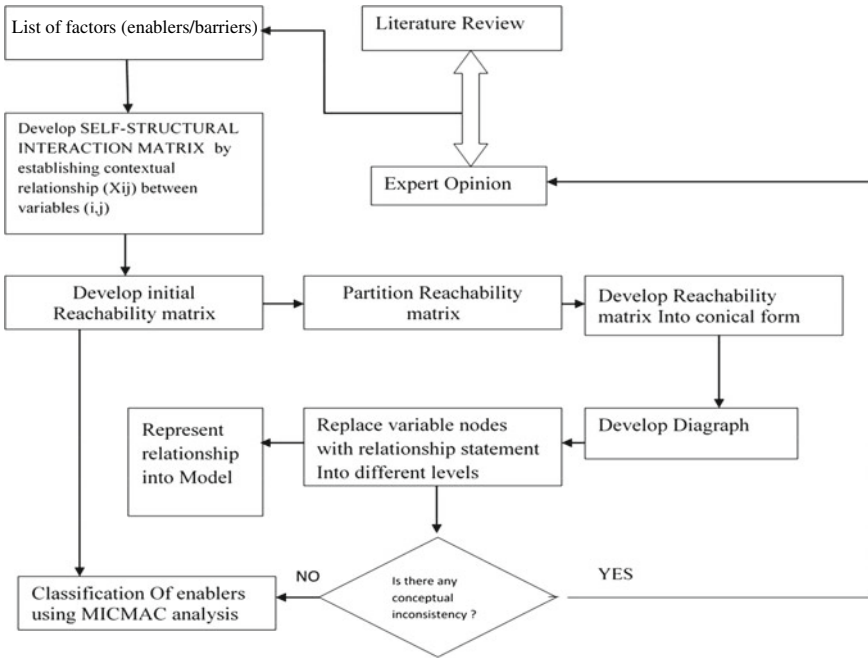 List of factors (enablers/barriers)
Literature Review
Develop SELF-STRUCTURAL
INTERACTION MATRIX by
establishing contextual
relationship (Xij) between
variables (i,j)
Expert Opinion
Develop initial
Reachability matrix
Partition Reachability
matrix
Develop Reachability
matrix Into conical form
Represent
relationship
into Model
Replace variable nodes
with relationship statement
Into different levels
Develop Diagraph
Classification Of enablers
using MICMAC analysis
NO
Is there any
conceptual
inconsistency ?
YES